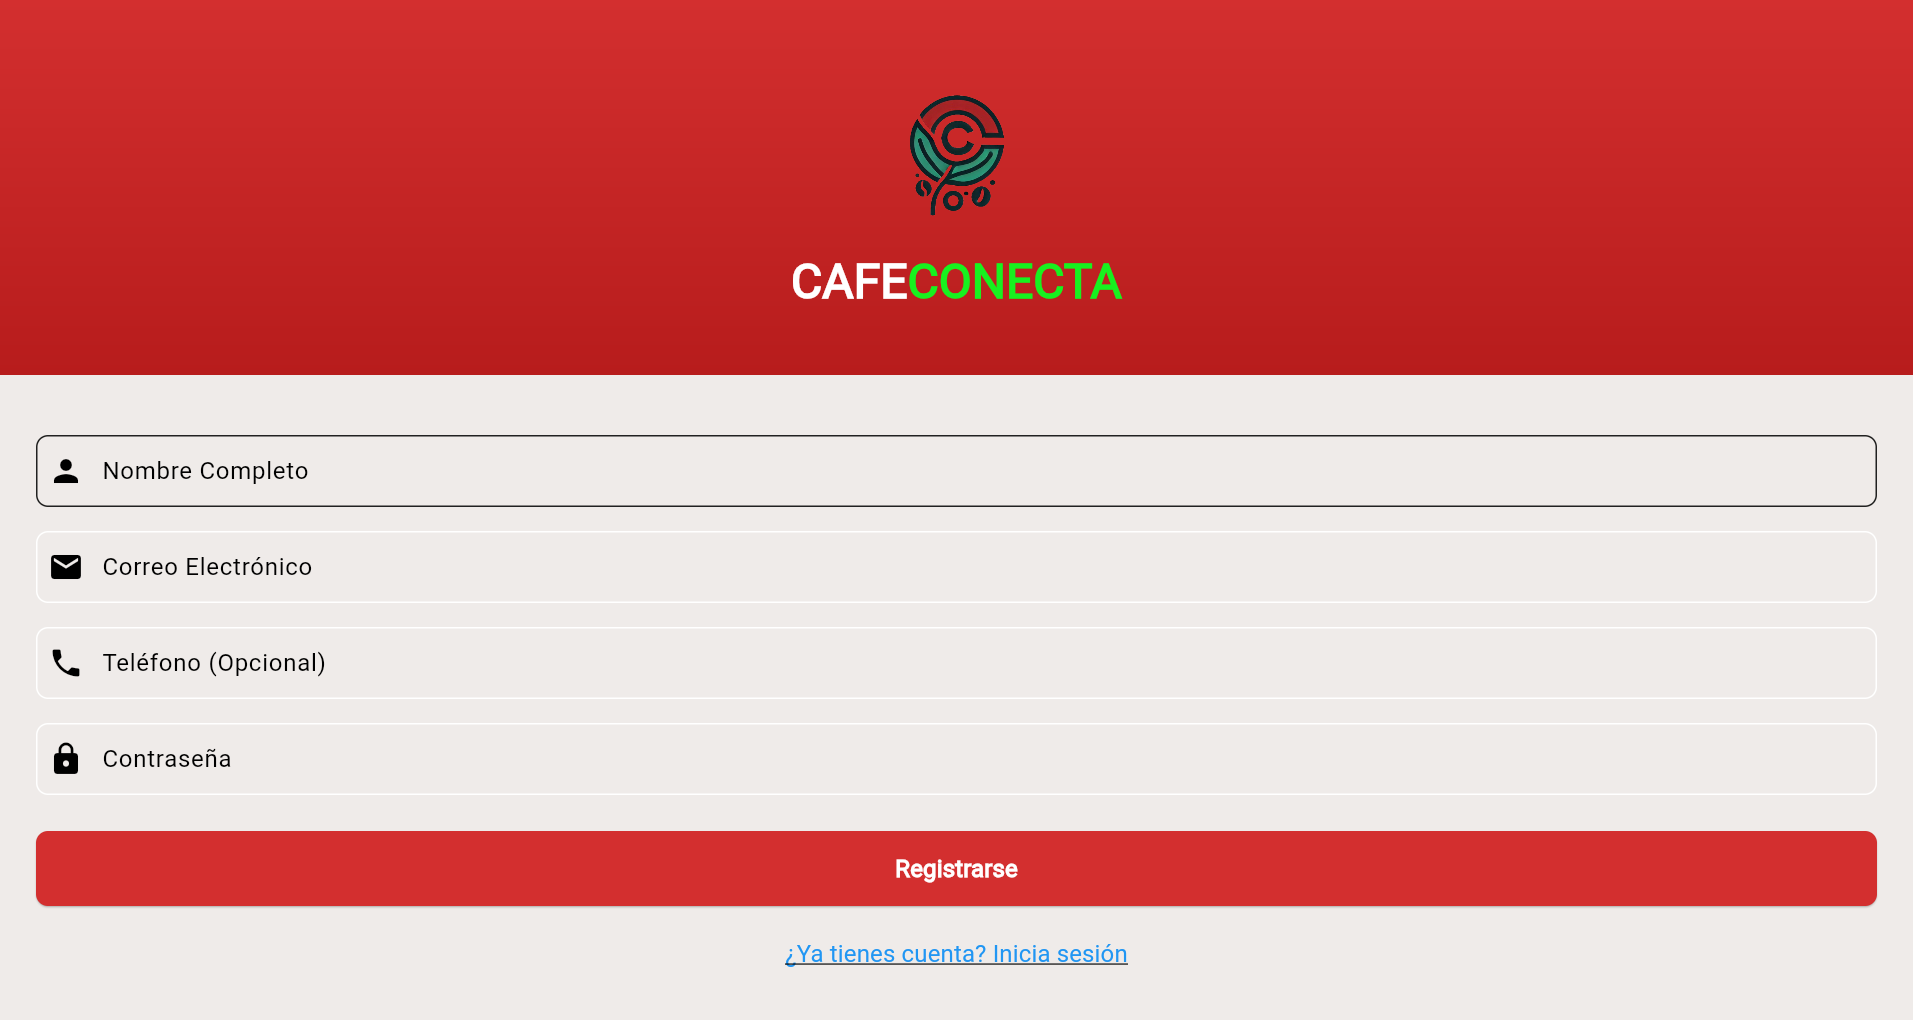 C
CAFECONECTA
Nombre Completo
Correo Electrónico
Teléfono (Opcional)
Contraseña
Registrarse
¿Ya tienes cuenta? Inicia sesión